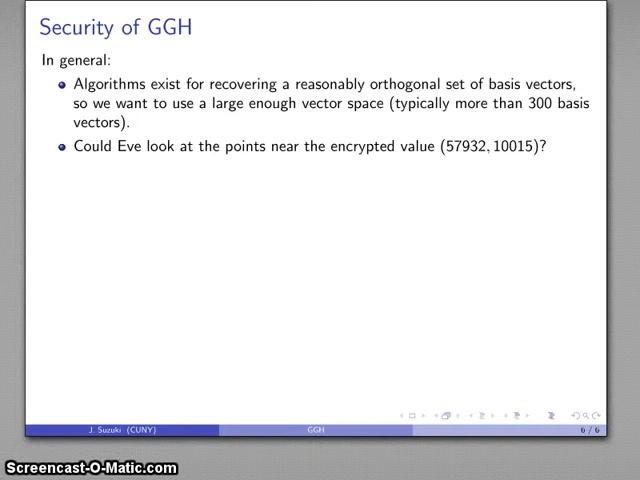 Security of GGH
In general:
Algorithms exist for recovering a reasonably orthogonal set of basis vectors,
so we want to use a large enough vector space (typically more than 300 basis
vectors).
Could Eve look at the points near the encrypted value (57932, 10015)?
J. Suzuki (CUNY)
GGH
6 / 6
Screencast-O-Matic.com